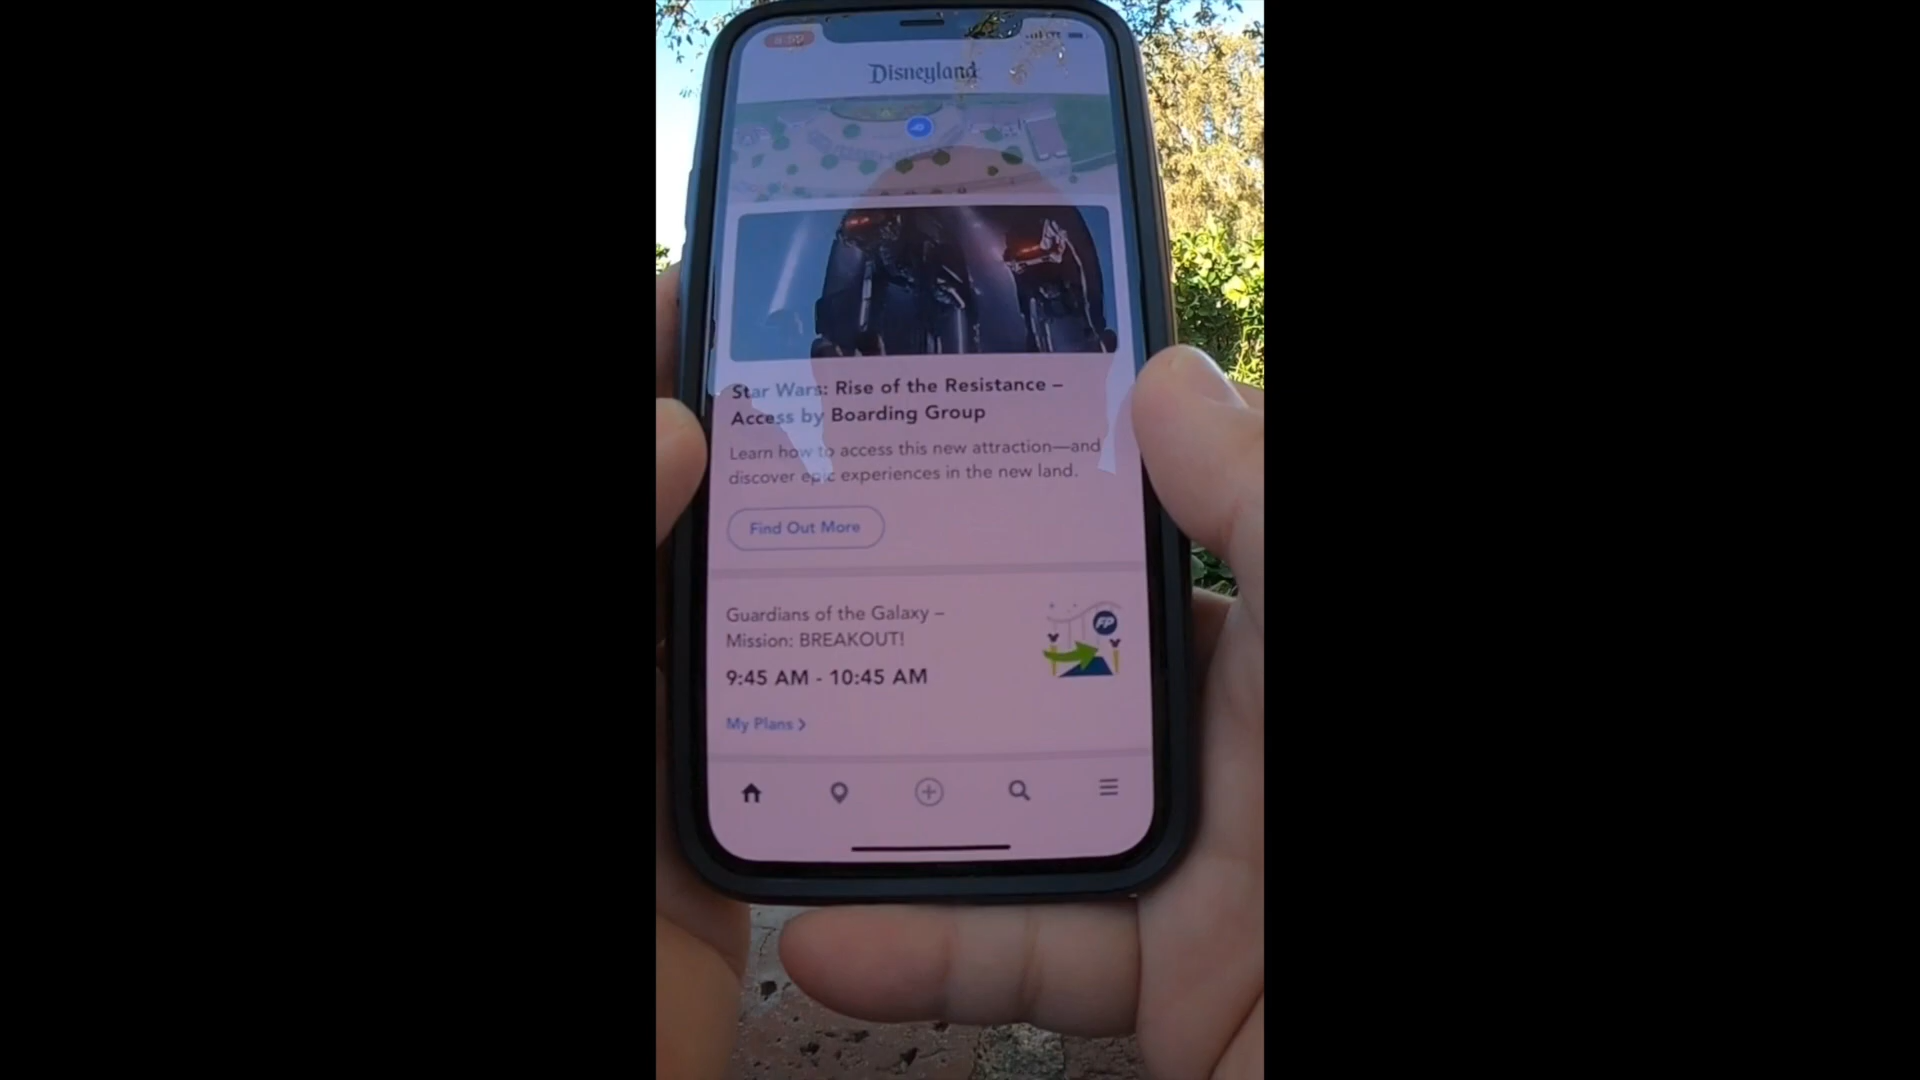 Disneyland
Star Wars: Rise of the Resistance –
Access by Boarding Group
Learn how to access this new attraction—and
discover epic experiences in the new land.
Find Out More
Guardians of the Galaxy –
Mission: BREAKOUT!
FP
9:45 AM - 10:45 AM
My Plans >